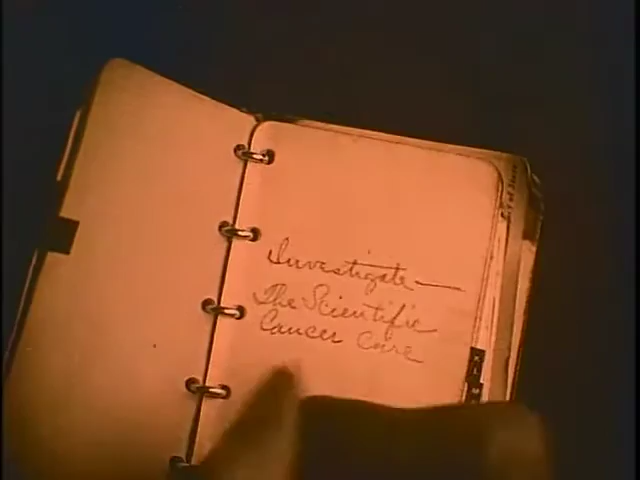 Investigate—
The Scientific
Cancer Cure